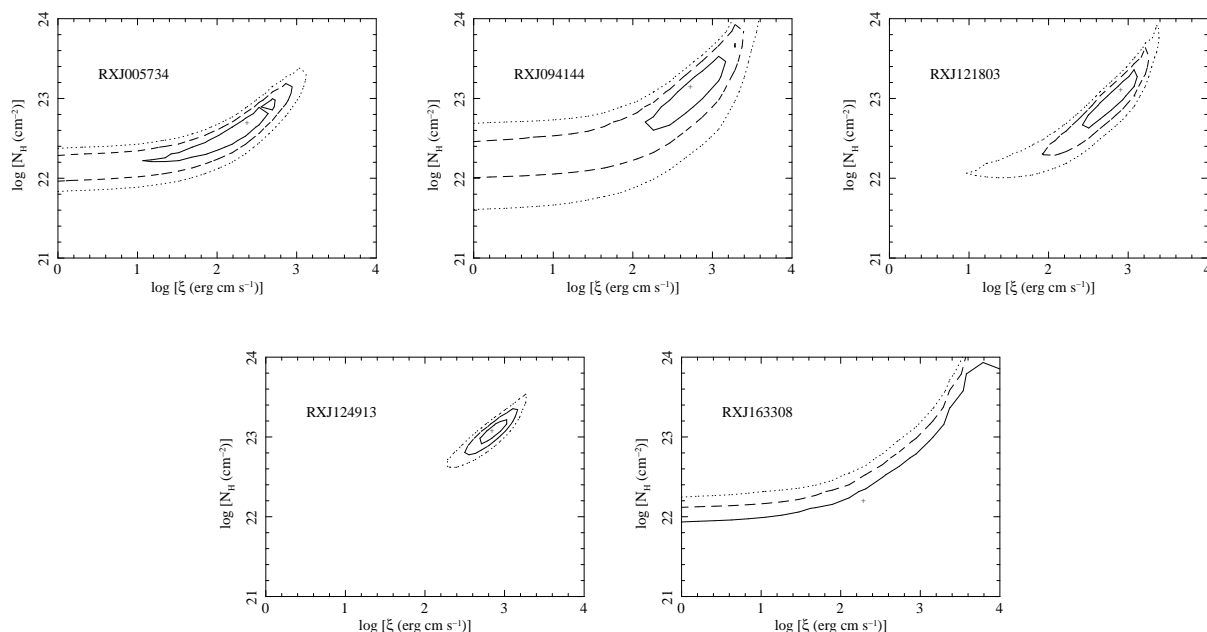 24
23
22
21
log [N_H (cm⁻²)]
RXJ005734
0 1 2 3 4
log [ξ (erg cm s⁻¹)]
24
23
22
21
log [N_H (cm⁻²)]
RXJ094144
0 1 2 3 4
log [ξ (erg cm s⁻¹)]
24
23
22
21
log [N_H (cm⁻²)]
RXJ121803
0 1 2 3 4
log [ξ (erg cm s⁻¹)]
24
23
22
21
log [N_H (cm⁻²)]
RXJ124913
0 1 2 3 4
log [ξ (erg cm s⁻¹)]
24
23
22
21
log [N_H (cm⁻²)]
RXJ163308
0 1 2 3 4
log [ξ (erg cm s⁻¹)]